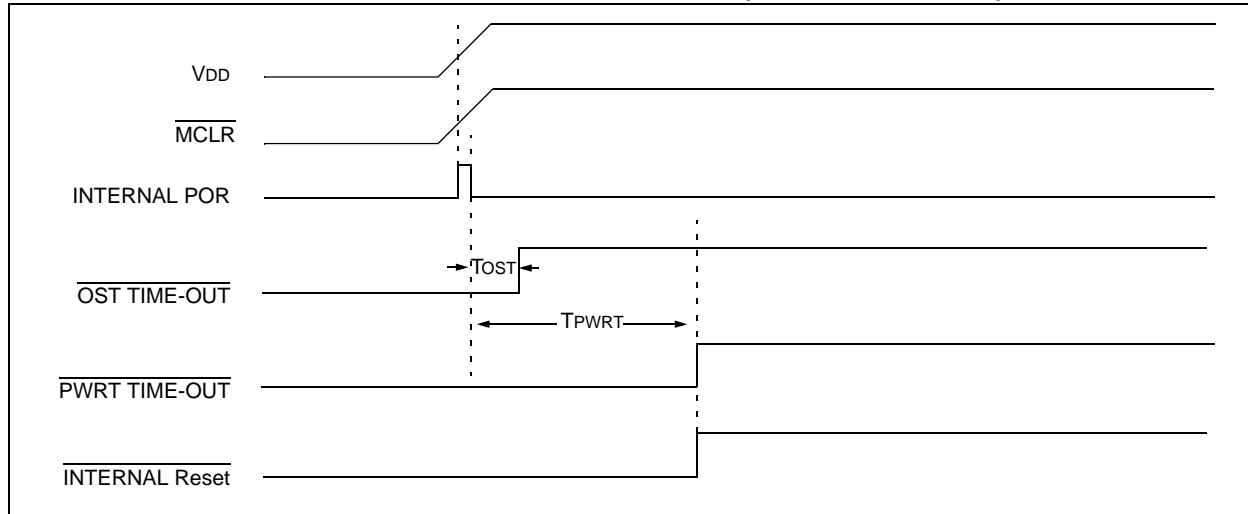 VDD
MCLR
INTERNAL POR
TOST
OST TIME-OUT
TPWRT
PWRT TIME-OUT
INTERNAL Reset